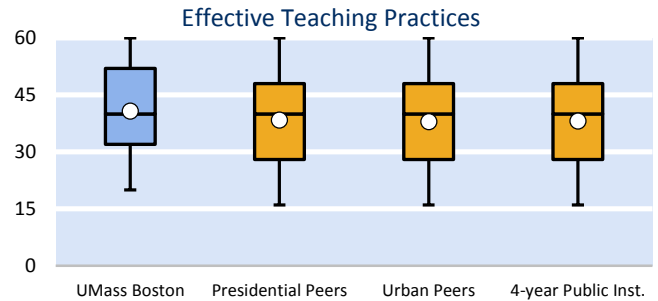 Effective Teaching Practices
60
45
30
15
0
UMass Boston Presidential Peers Urban Peers 4-year Public Inst.